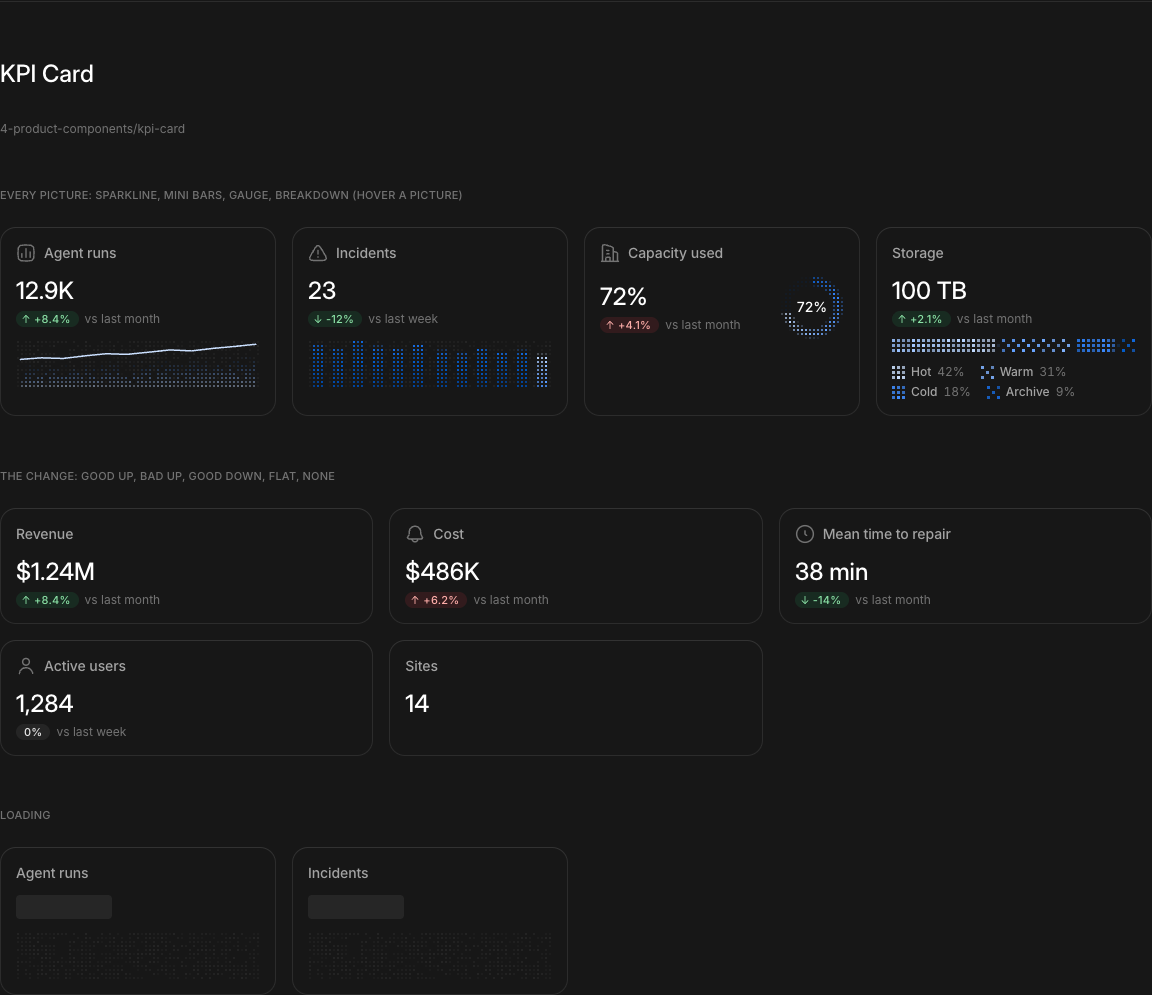 KPI Card
4-product-components/kpi-card
EVERY PICTURE: SPARKLINE, MINI BARS, GAUGE, BREAKDOWN (HOVER A PICTURE)
Agent runs
12.9K
↑ +8.4% vs last month
Incidents
23
↓ -12% vs last week
Capacity used
72%
↑ +4.1% vs last month
72%
Storage
100 TB
↑ +2.1% vs last month
Hot 42% Warm 31%
Cold 18% Archive 9%
THE CHANGE: GOOD UP, BAD UP, GOOD DOWN, FLAT, NONE
Revenue
$1.24M
↑ +8.4% vs last month
Cost
$486K
↑ +6.2% vs last month
Mean time to repair
38 min
↓ -14% vs last month
Active users
1,284
0% vs last week
Sites
14
LOADING
Agent runs
Incidents